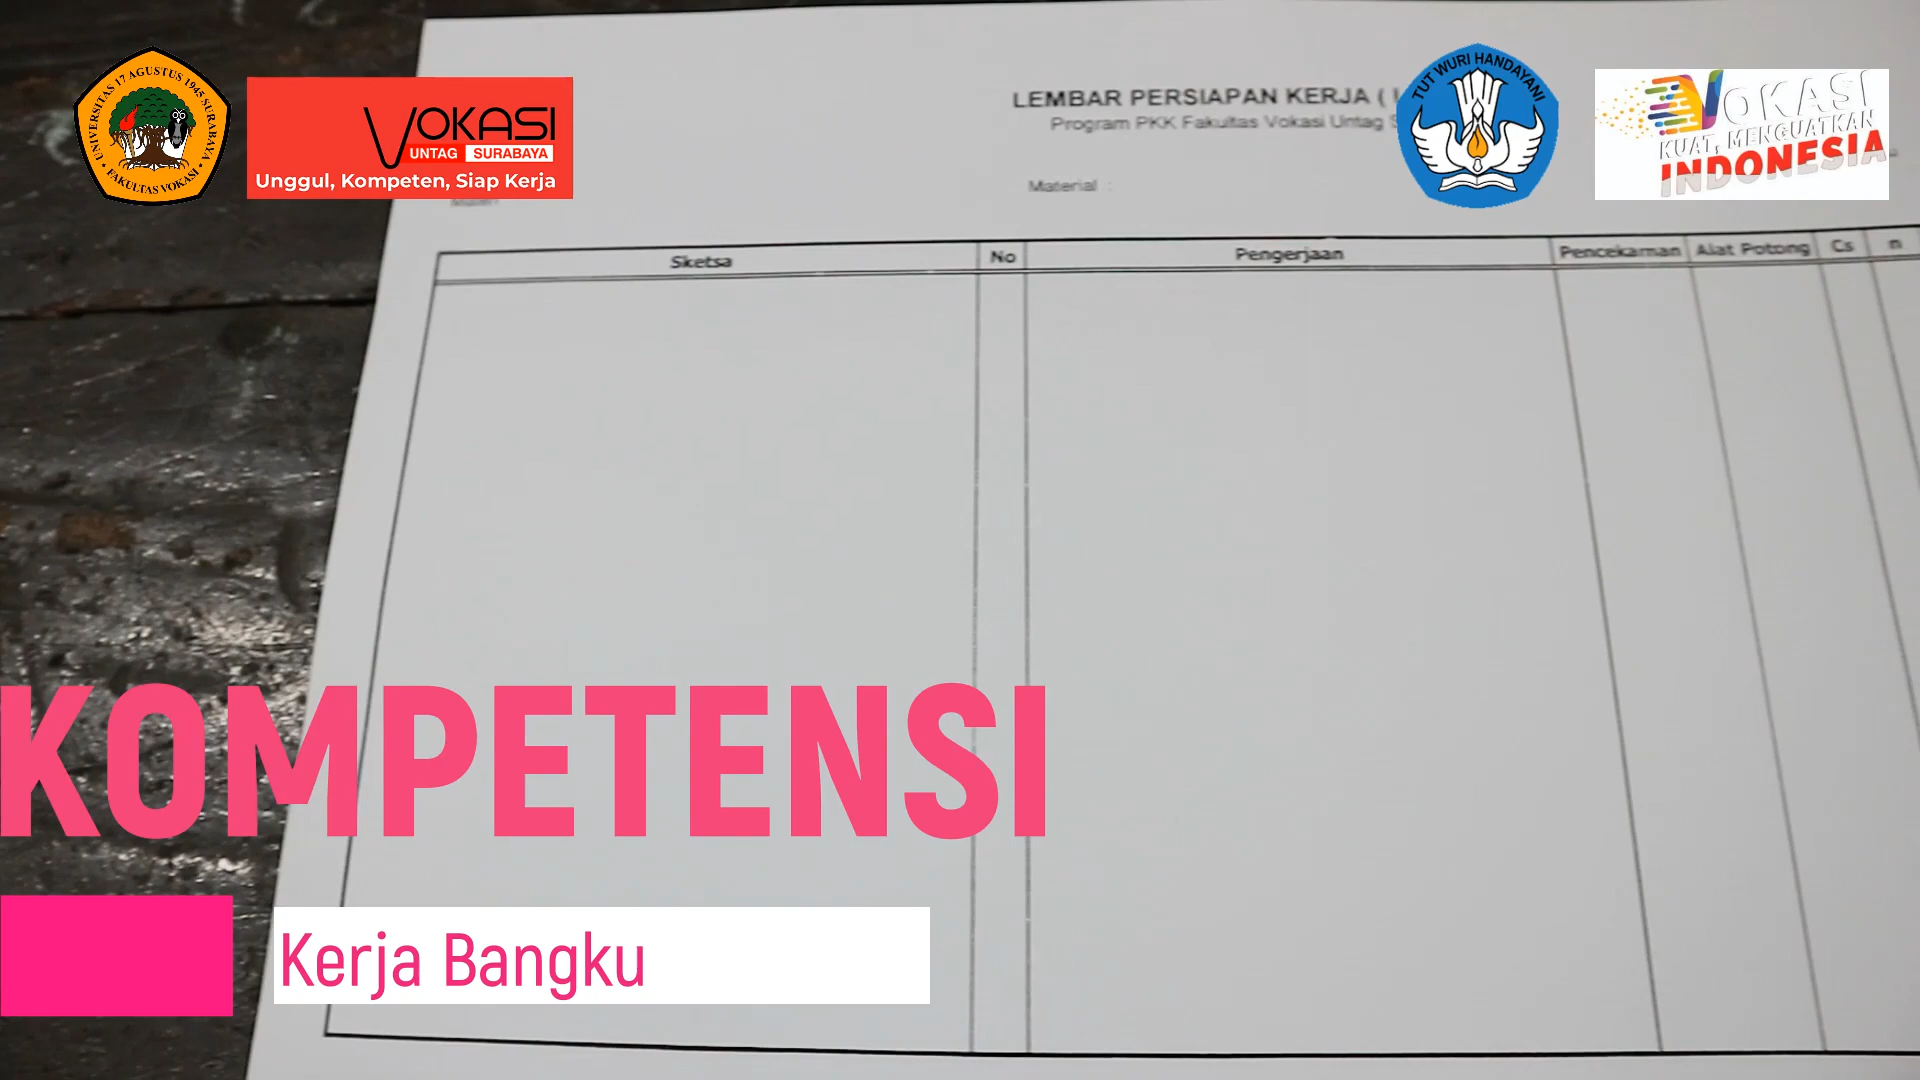 UNIVERSITAS 17 AGUSTUS 1945 SURABAYA
FAKULTAS VOKASI
VOKASI
UNTAG SURABAYA
Unggul, Kompeten, Siap Kerja
TUT WURI HANDAYANI
VOKASI
KUAT, MENGUATKAN
INDONESIA
LEMBAR PERSIAPAN KERJA (
Program PKK Fakultas Vokasi Untag
Material :
Sketsa No Pengerjaan Pencekaman Alat Potong Cs n
KOMPETENSI
Kerja Bangku